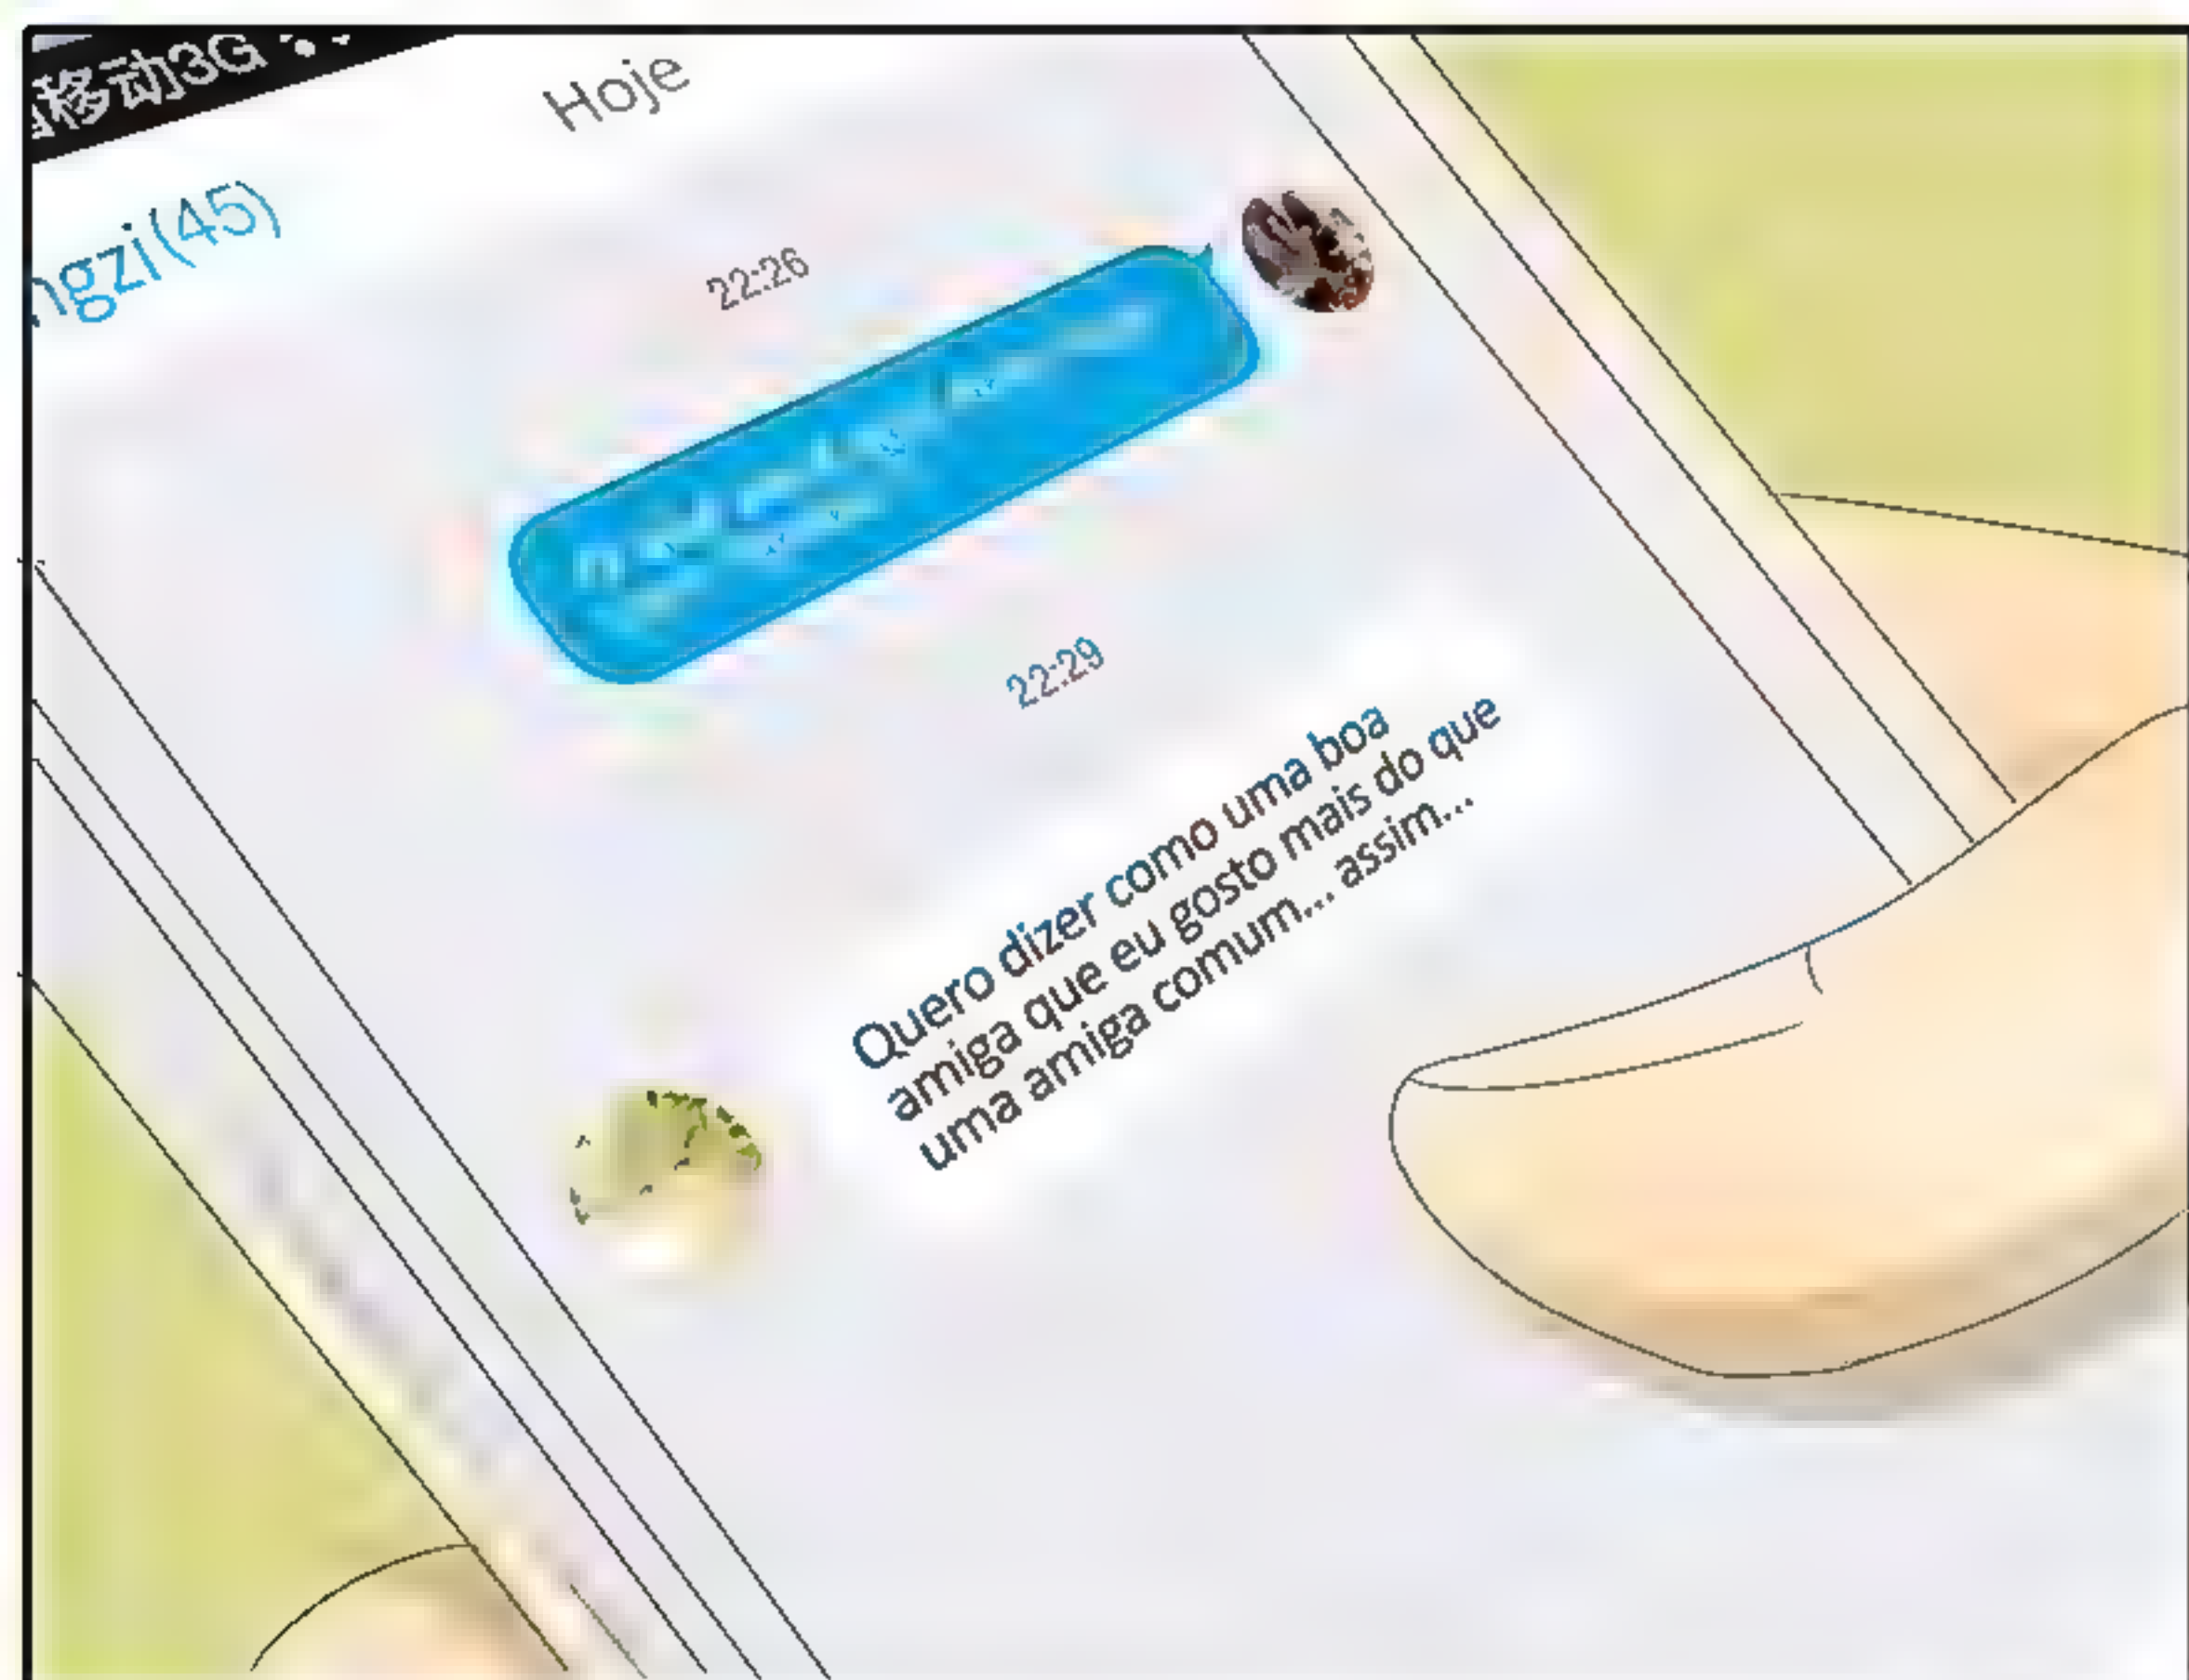 移动3G
Hoje
ngzi(45)
22:26
22:29
Quero dizer como uma boa
amiga que eu gosto mais do que
uma amiga comum... assim...